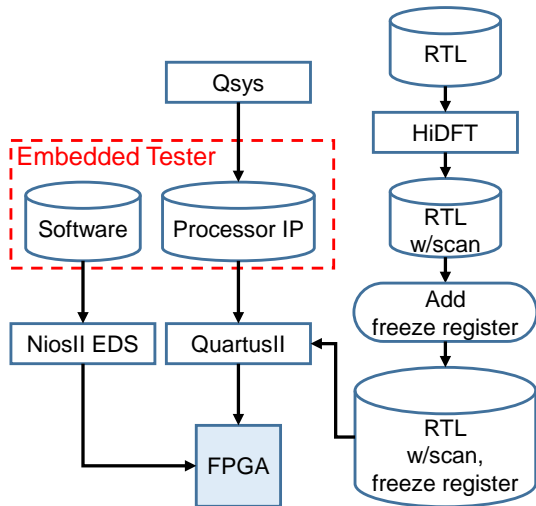 RTL
Qsys
HiDFT
Embedded Tester
Software
Processor IP
RTL
w/scan
Add
freeze register
NiosII EDS
QuartusII
RTL
w/scan,
freeze register
FPGA